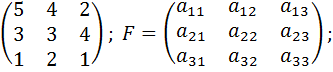 (5 4 2
3 3 4
1 2 1); F = (a₁₁ a₁₂ a₁₃
a₂₁ a₂₂ a₂₃
a₃₁ a₃₂ a₃₃);